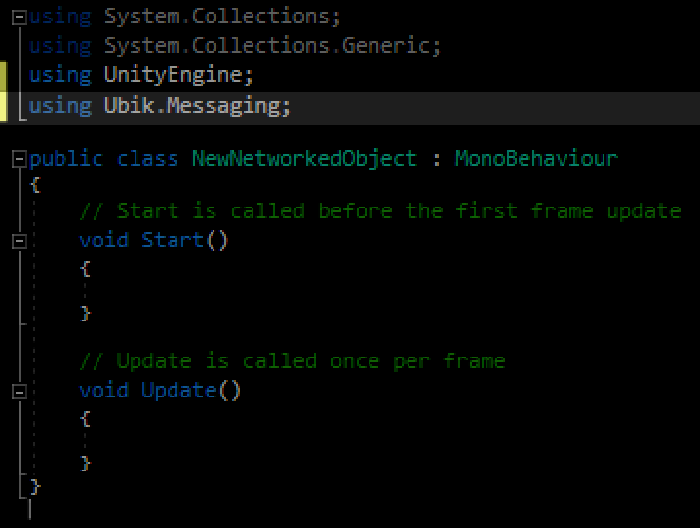 using System.Collections;
using System.Collections.Generic;
using UnityEngine;
using Ubik.Messaging;
public class NewNetworkedObject : MonoBehaviour
{
// Start is called before the first frame update
void Start()
{
}
// Update is called once per frame
void Update()
{
}
}